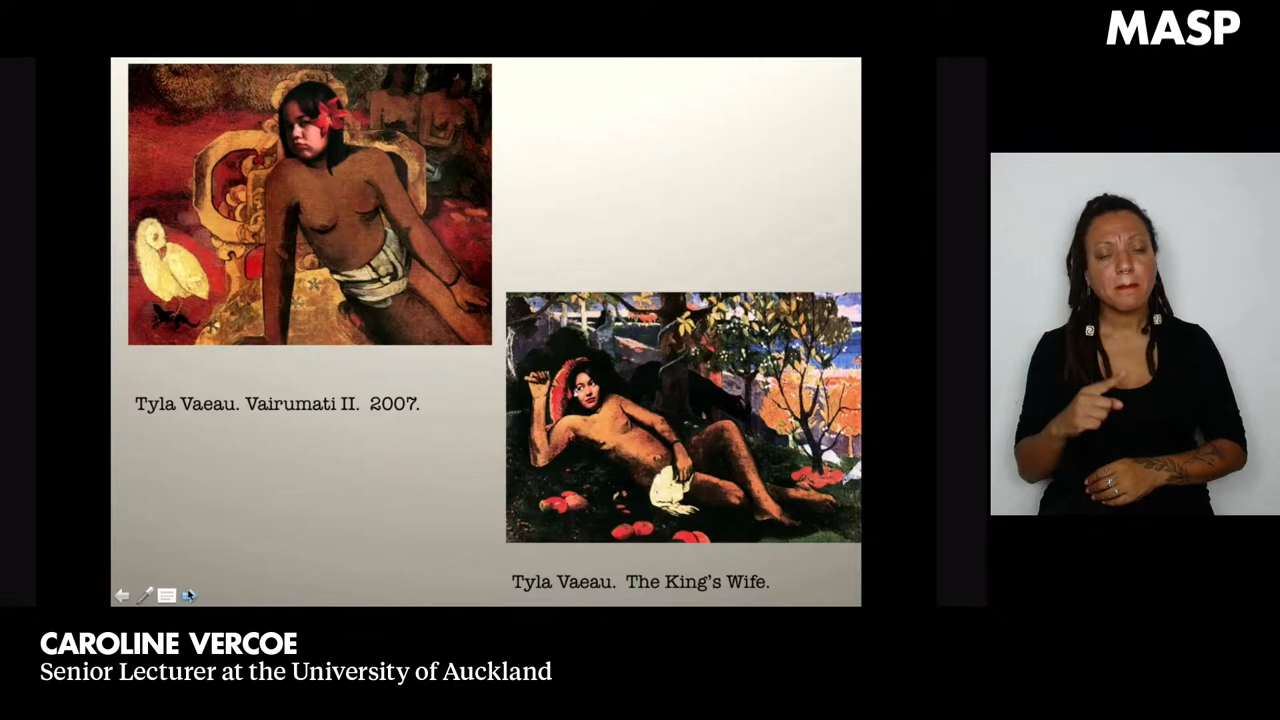 MASP
Tyla Vaeau. Vairumati II.  2007.
Tyla Vaeau.  The King's Wife.
CAROLINE VERCOE
Senior Lecturer at the University of Auckland